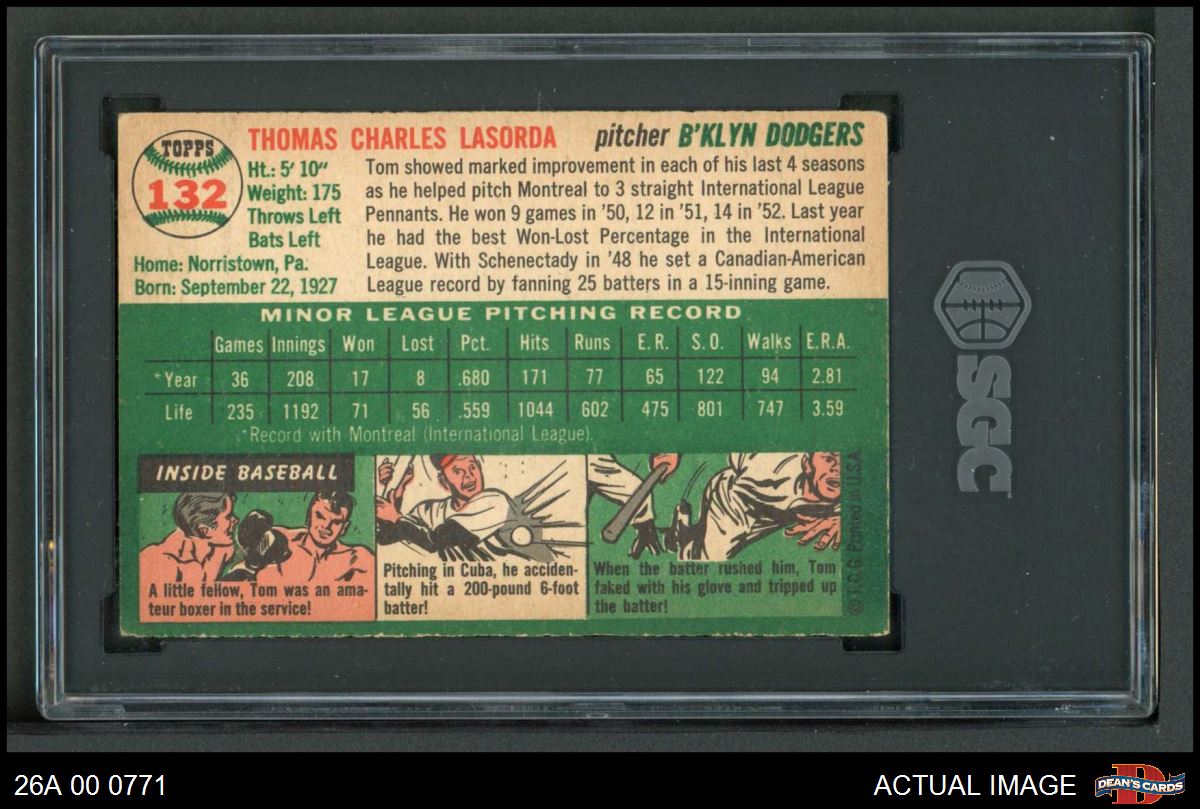 TOPPS
132
THOMAS CHARLES LASORDA pitcher B'KLYN DODGERS
Ht.: 5' 10"
Weight: 175
Throws Left
Bats Left
Home: Norristown, Pa.
Born: September 22, 1927
Tom showed marked improvement in each of his last 4 seasons
as he helped pitch Montreal to 3 straight International League
Pennants. He won 9 games in '50, 12 in '51, 14 in '52. Last year
he had the best Won-Lost Percentage in the International
League. With Schenectady in '48 he set a Canadian-American
League record by fanning 25 batters in a 15-inning game.
MINOR LEAGUE PITCHING RECORD
Games Innings Won Lost Pct. Hits Runs E.R. S.O. Walks E.R.A.
*Year 36 208 17 8 .680 171 77 65 122 94 2.81
Life 235 1192 71 56 .559 1044 602 475 801 747 3.59
*Record with Montreal (International League).
INSIDE BASEBALL
A little fellow, Tom was an ama-
teur boxer in the service!
Pitching in Cuba, he acciden-
tally hit a 200-pound 6-foot
batter!
When the batter rushed him, Tom
faked with his glove and tripped up
the batter!
© T.C.G. Printed in U.S.A.
SGC
26A 00 0771
ACTUAL IMAGE
D
DEAN'S CARDS